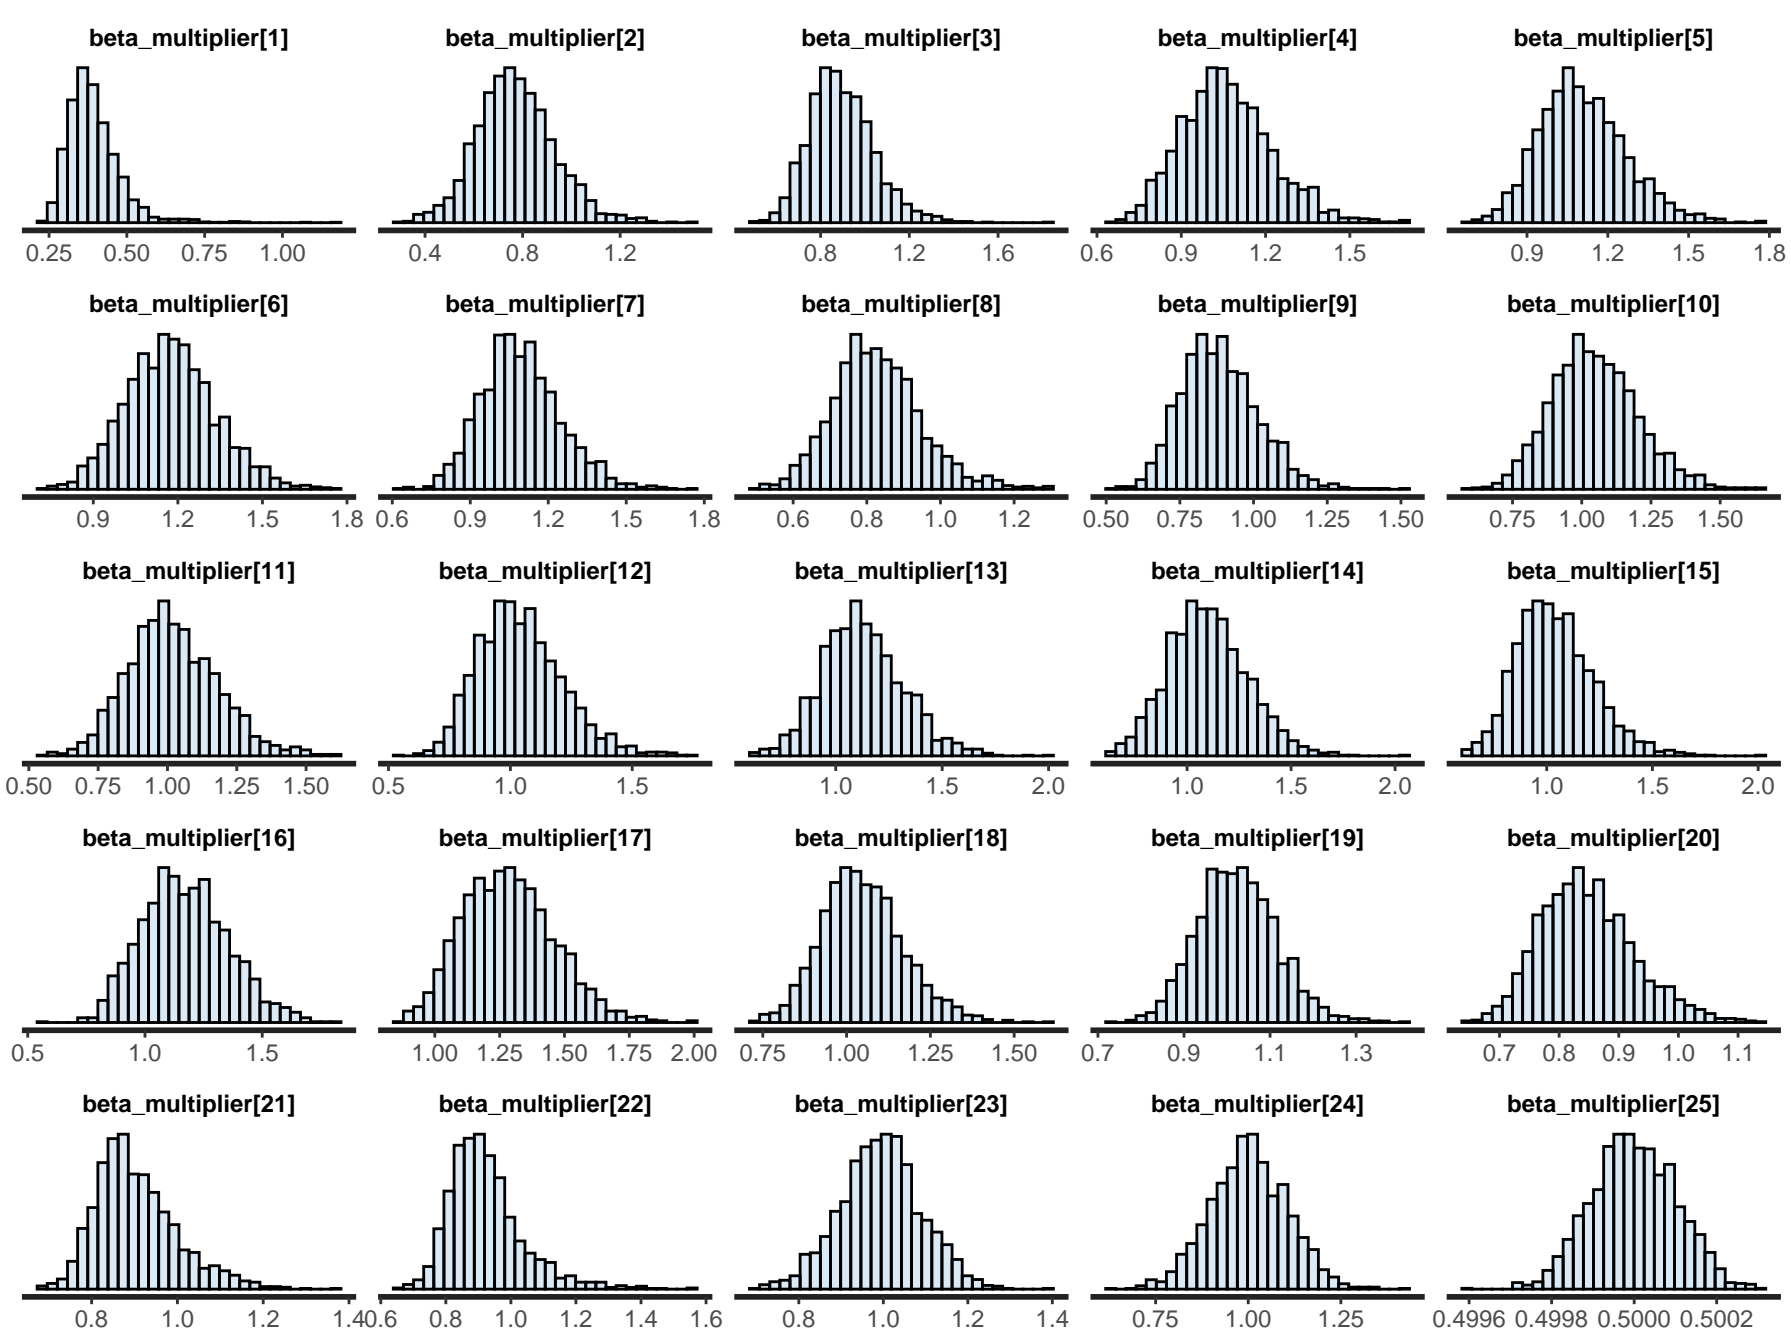 beta_multiplier[1] beta_multiplier[2] beta_multiplier[3] beta_multiplier[4] beta_multiplier[5]
0.25 0.50 0.75 1.00 0.4 0.8 1.2 0.8 1.2 1.6 0.6 0.9 1.2 1.5 0.9 1.2 1.5 1.8
beta_multiplier[6] beta_multiplier[7] beta_multiplier[8] beta_multiplier[9] beta_multiplier[10]
0.9 1.2 1.5 1.8 0.6 0.9 1.2 1.5 1.8 0.6 0.8 1.0 1.2 0.50 0.75 1.00 1.25 1.50 0.75 1.00 1.25 1.50
beta_multiplier[11] beta_multiplier[12] beta_multiplier[13] beta_multiplier[14] beta_multiplier[15]
0.50 0.75 1.00 1.25 1.50 0.5 1.0 1.5 1.0 1.5 2.0 1.0 1.5 2.0 1.0 1.5 2.0
beta_multiplier[16] beta_multiplier[17] beta_multiplier[18] beta_multiplier[19] beta_multiplier[20]
0.5 1.0 1.5 1.00 1.25 1.50 1.75 2.00 0.75 1.00 1.25 1.50 0.7 0.9 1.1 1.3 0.7 0.8 0.9 1.0 1.1
beta_multiplier[21] beta_multiplier[22] beta_multiplier[23] beta_multiplier[24] beta_multiplier[25]
0.8 1.0 1.2 1.4 0.6 0.8 1.0 1.2 1.4 1.6 0.8 1.0 1.2 1.4 0.75 1.00 1.25 0.4996 0.4998 0.5000 0.5002